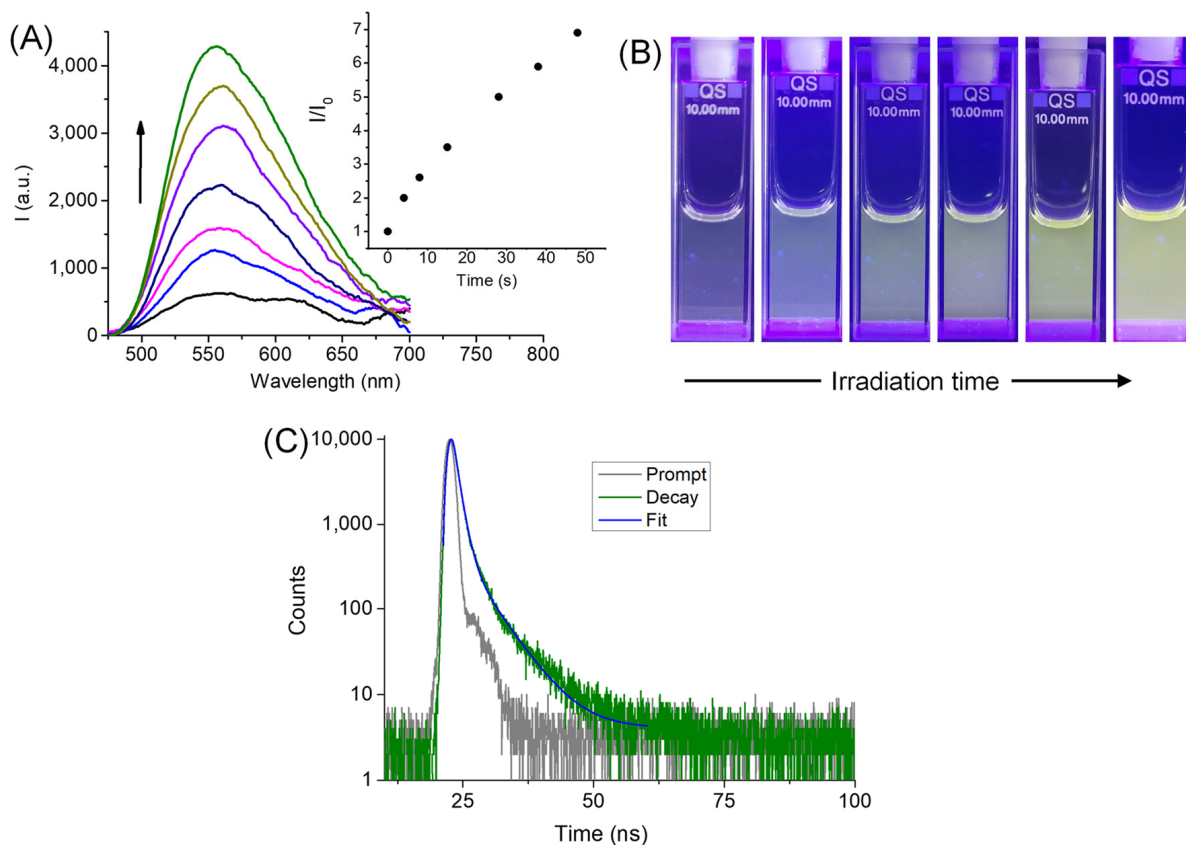 (A)
I (a.u.)
4,000
3,000
2,000
1,000
0
500
550
600
650
700
750
800
Wavelength (nm)
I/I0
7
6
5
4
3
2
1
0
10
20
30
40
50
Time (s)
(B)
QS
10.00mm
QS
10.00mm
QS
10.00mm
QS
10.00mm
QS
10.00mm
QS
10.00mm
Irradiation time
(C)
Counts
10,000
1,000
100
10
1
25
50
75
100
Time (ns)
Prompt
Decay
Fit